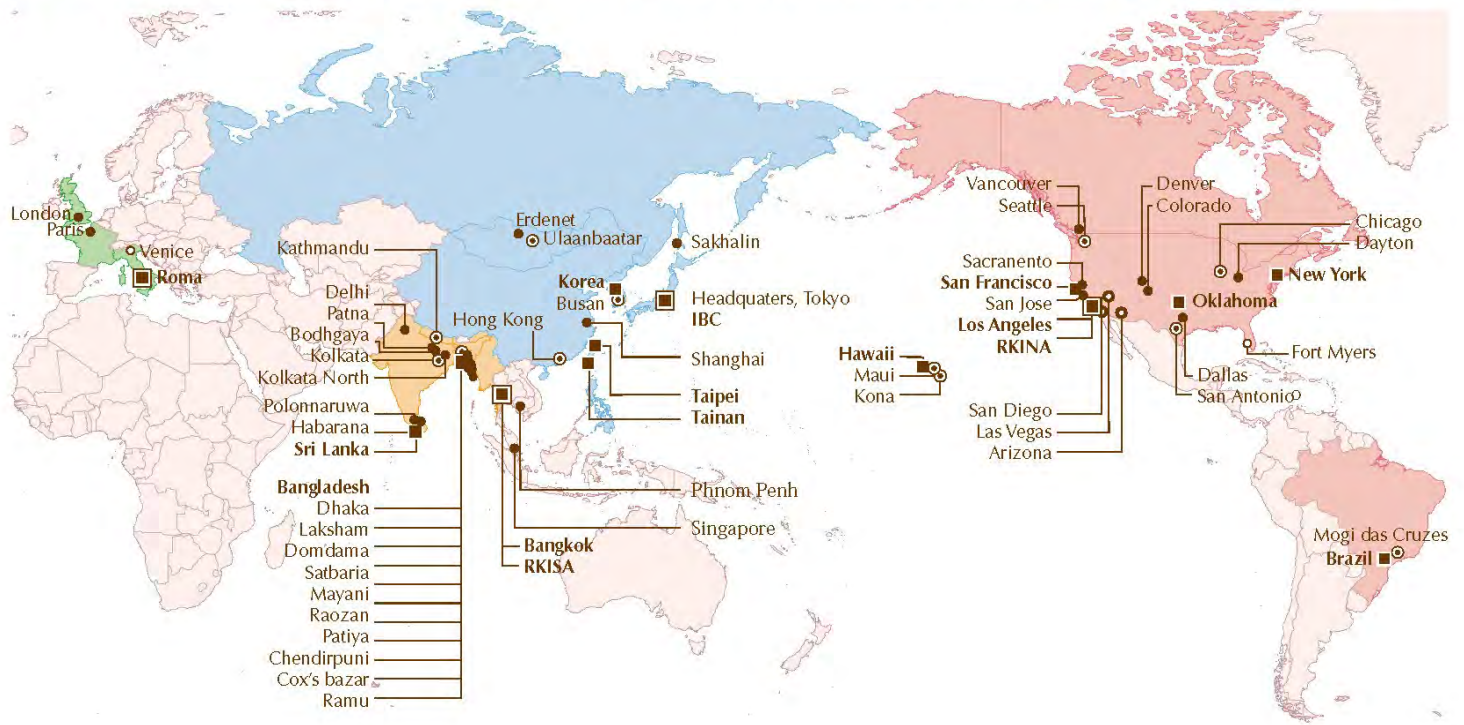 London
Paris
Venice
Roma
Kathmandu
Delhi
Patna
Bodhgaya
Kolkata
Kolkata North
Polonnaruwa
Habarana
Sri Lanka
Bangladesh
Dhaka
Laksham
Domdama
Satbaria
Mayani
Raozan
Patiya
Chendirpuni
Cox's bazar
Ramu
Erdenet
Ulaanbaatar
Sakhalin
Korea
Busan
Headquaters, Tokyo
IBC
Hong Kong
Shanghai
Taipei
Tainan
Phnom Penh
Singapore
Bangkok
RKISA
Vancouver
Seattle
Denver
Colorado
Chicago
Dayton
Sacranento
San Francisco
San Jose
Los Angeles
RKINA
New York
Oklahoma
Hawaii
Maui
Kona
Fort Myers
Dallas
San Antonio
San Diego
Las Vegas
Arizona
Mogi das Cruzes
Brazil